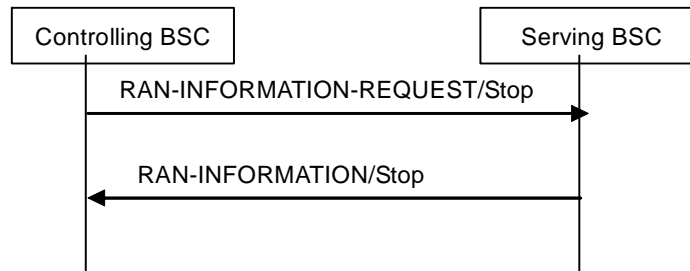 Controlling BSC
Serving BSC
RAN-INFORMATION-REQUEST/Stop
RAN-INFORMATION/Stop